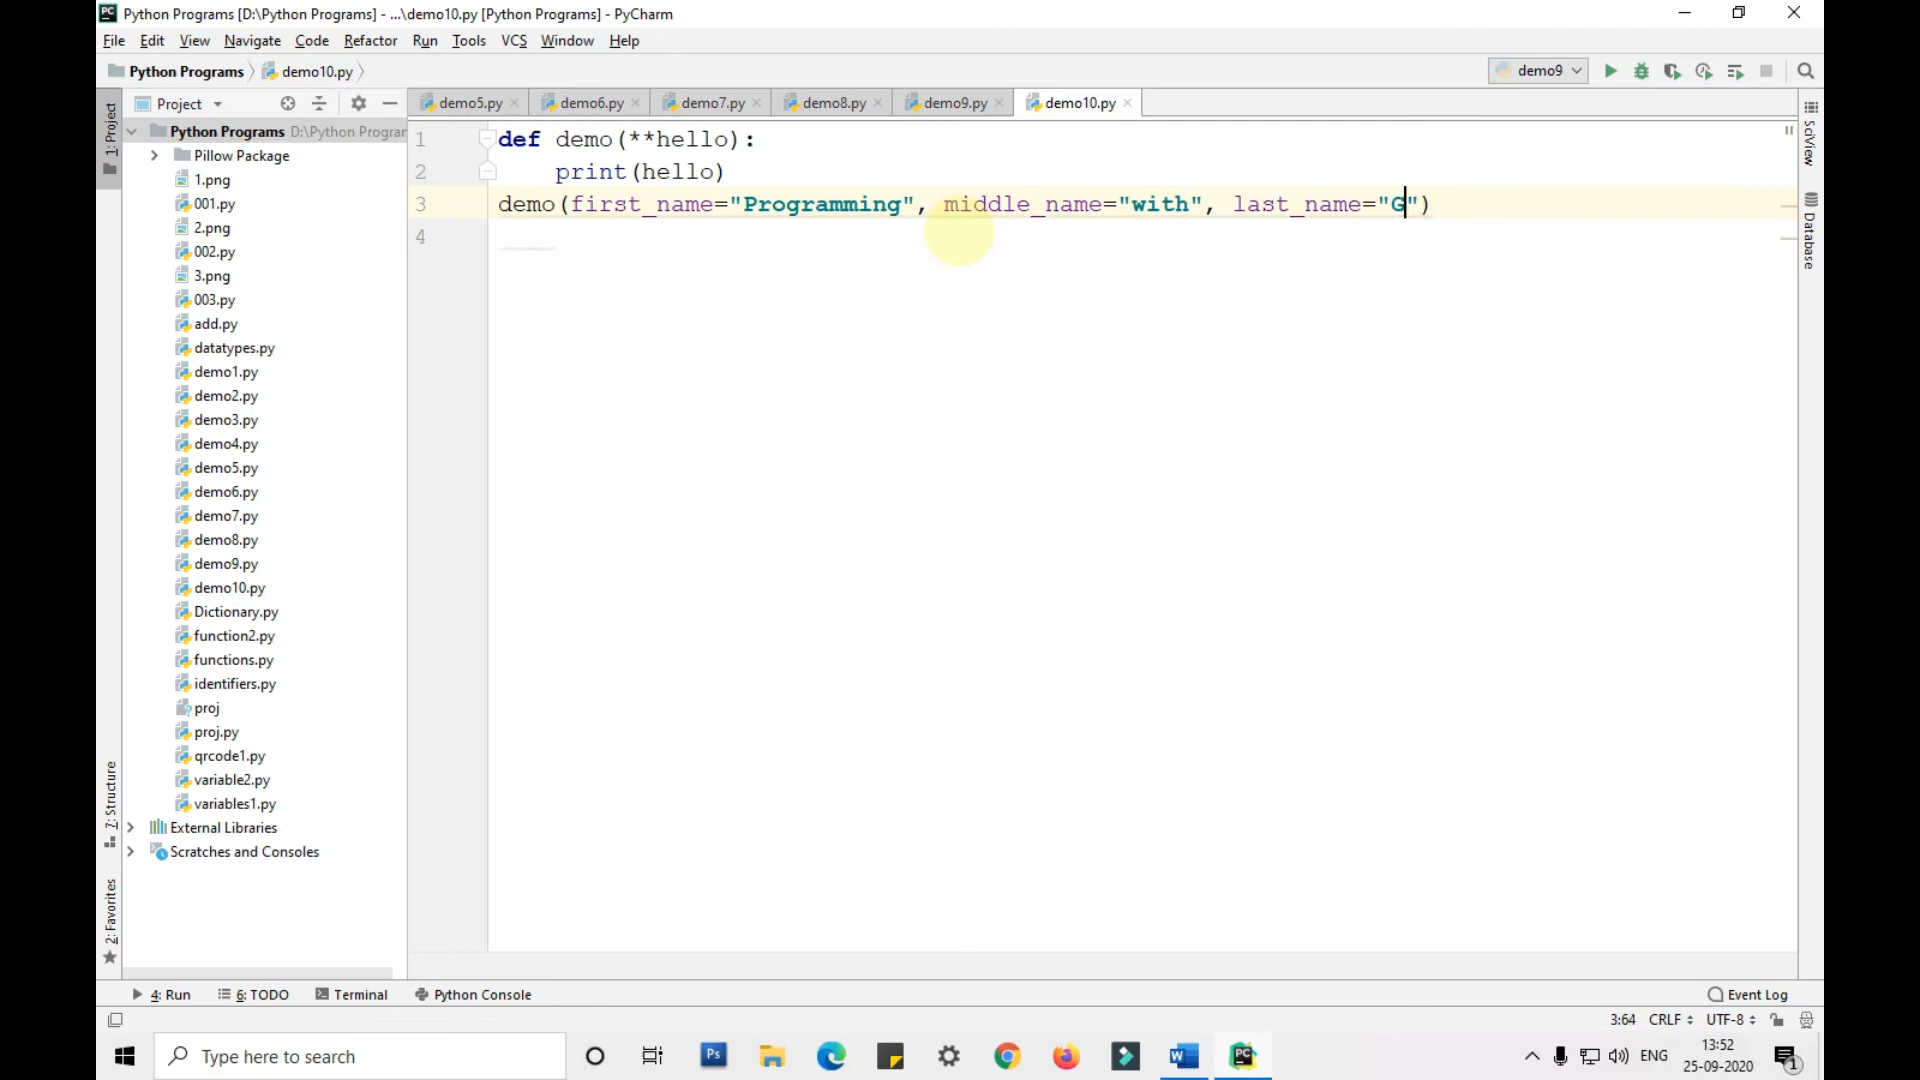 PC Python Programs [D:\Python Programs] - ...\demo10.py [Python Programs] - PyCharm
File Edit View Navigate Code Refactor Run Tools VCS Window Help
Python Programs demo10.py demo9
Project demo5.py demo6.py demo7.py demo8.py demo9.py demo10.py
1: Project
Python Programs D:\Python Prograr
Pillow Package
1.png
001.py
2.png
002.py
3.png
003.py
add.py
datatypes.py
demo1.py
demo2.py
demo3.py
demo4.py
demo5.py
demo6.py
demo7.py
demo8.py
demo9.py
demo10.py
Dictionary.py
function2.py
functions.py
identifiers.py
proj
proj.py
qrcode1.py
variable2.py
variables1.py
External Libraries
Scratches and Consoles
7: Structure
2: Favorites
1 def demo(**hello):
2 print(hello)
3 demo(first_name="Programming", middle_name="with", last_name="G")
4
SciView
Database
4: Run 6: TODO Terminal Python Console Event Log
3:64 CRLF UTF-8
Type here to search Ps W PC ENG 13:52
25-09-2020 1